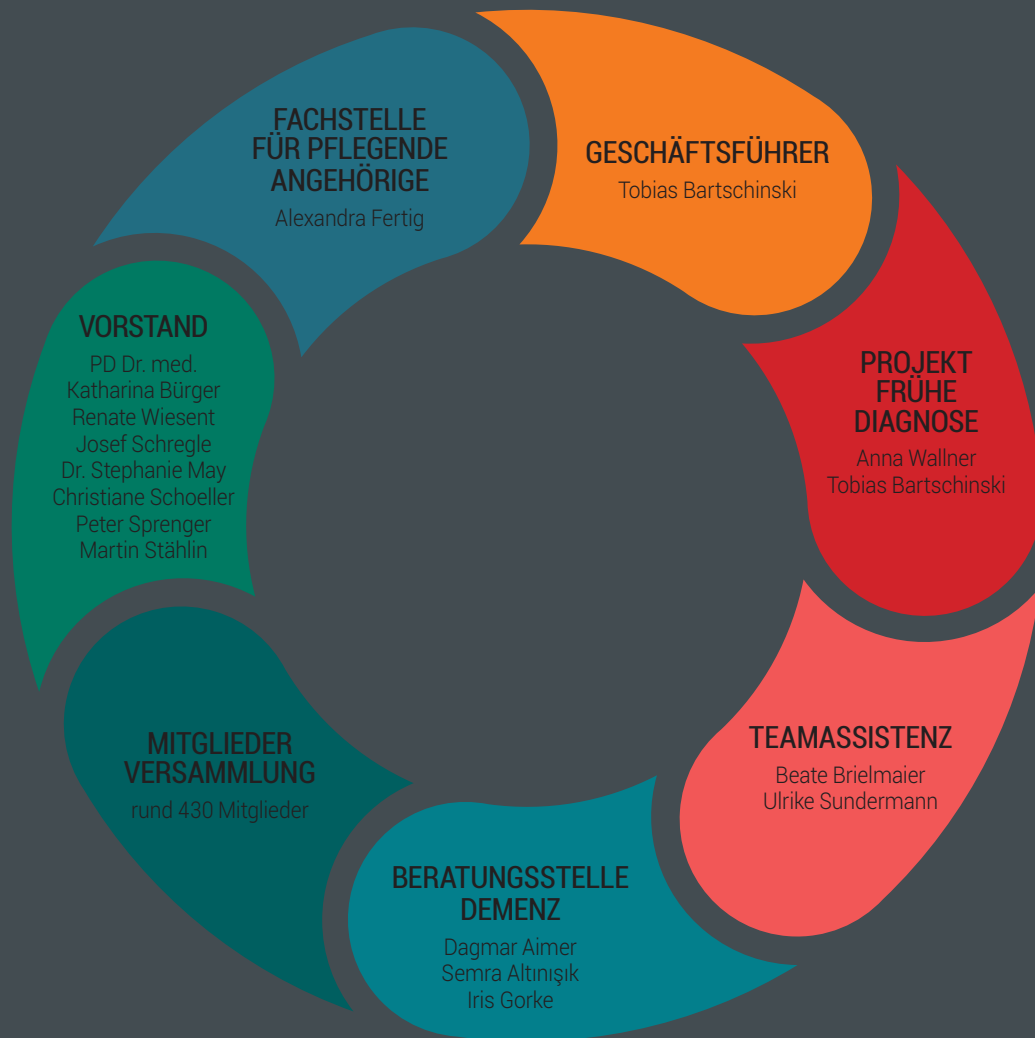 FACHSTELLE
FÜR PFLEGENDE
ANGEHÖRIGE
Alexandra Fertig
GESCHÄFTSFÜHRER
Tobias Bartschinski
PROJEKT
FRÜHE
DIAGNOSE
Anna Wallner
Tobias Bartschinski
TEAMASSISTENZ
Beate Brielmaier
Ulrike Sundermann
BERATUNGSSTELLE
DEMENZ
Dagmar Aimer
Semra Altınışık
Iris Gorke
MITGLIEDER
VERSAMMLUNG
rund 430 Mitglieder
VORSTAND
PD Dr. med.
Katharina Bürger
Renate Wiesent
Josef Schregle
Dr. Stephanie May
Christiane Schoeller
Peter Sprenger
Martin Stählin